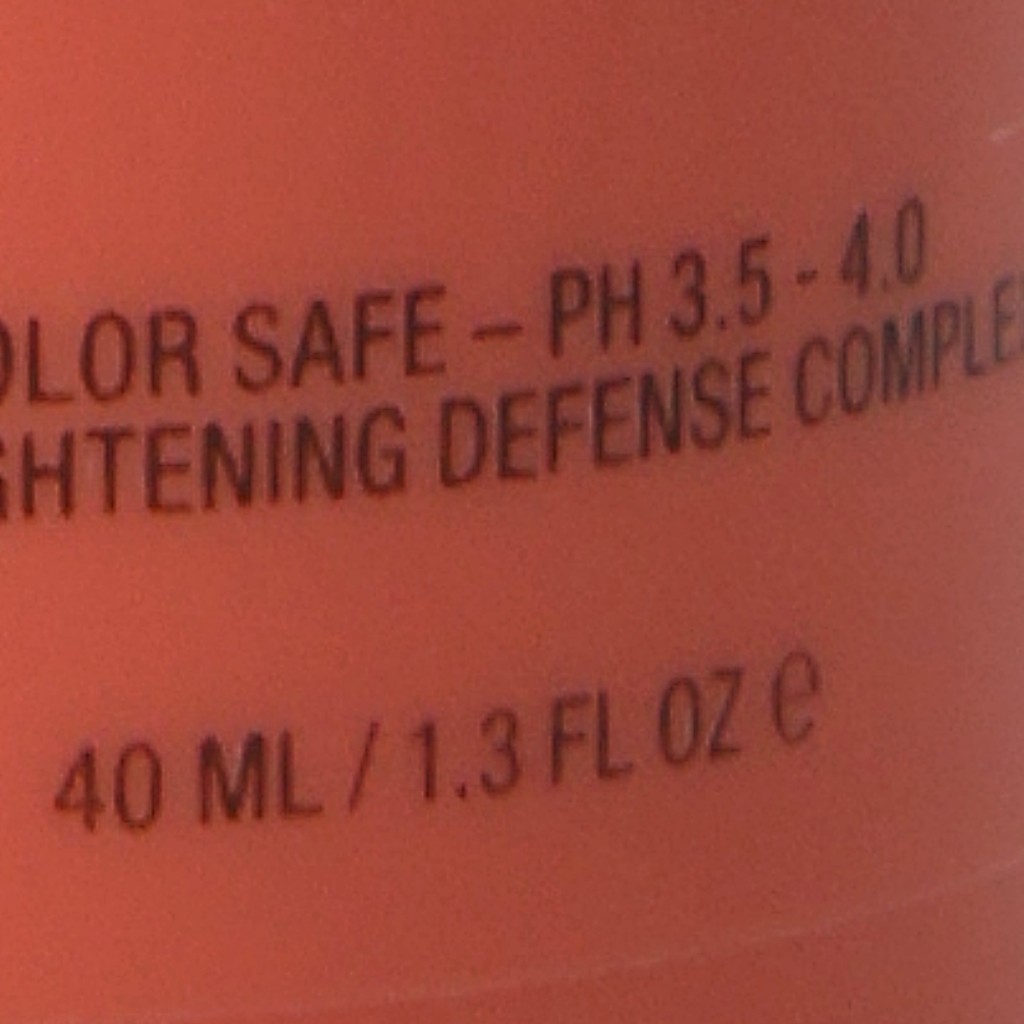 OLOR SAFE – PH 3.5 - 4.0
GHTENING DEFENSE COMPLE
40 ML / 1.3 FL OZ e